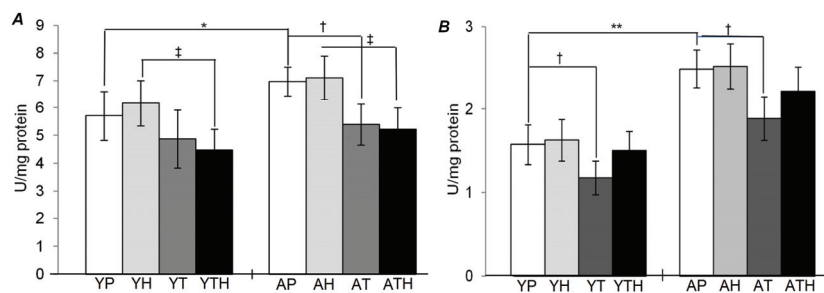 A
U/mg protein
9
8
7
6
5
4
3
2
1
0
* † ‡ ‡
YP YH YT YTH AP AH AT ATH
B
U/mg protein
3
2
1
0
** † †
YP YH YT YTH AP AH AT ATH